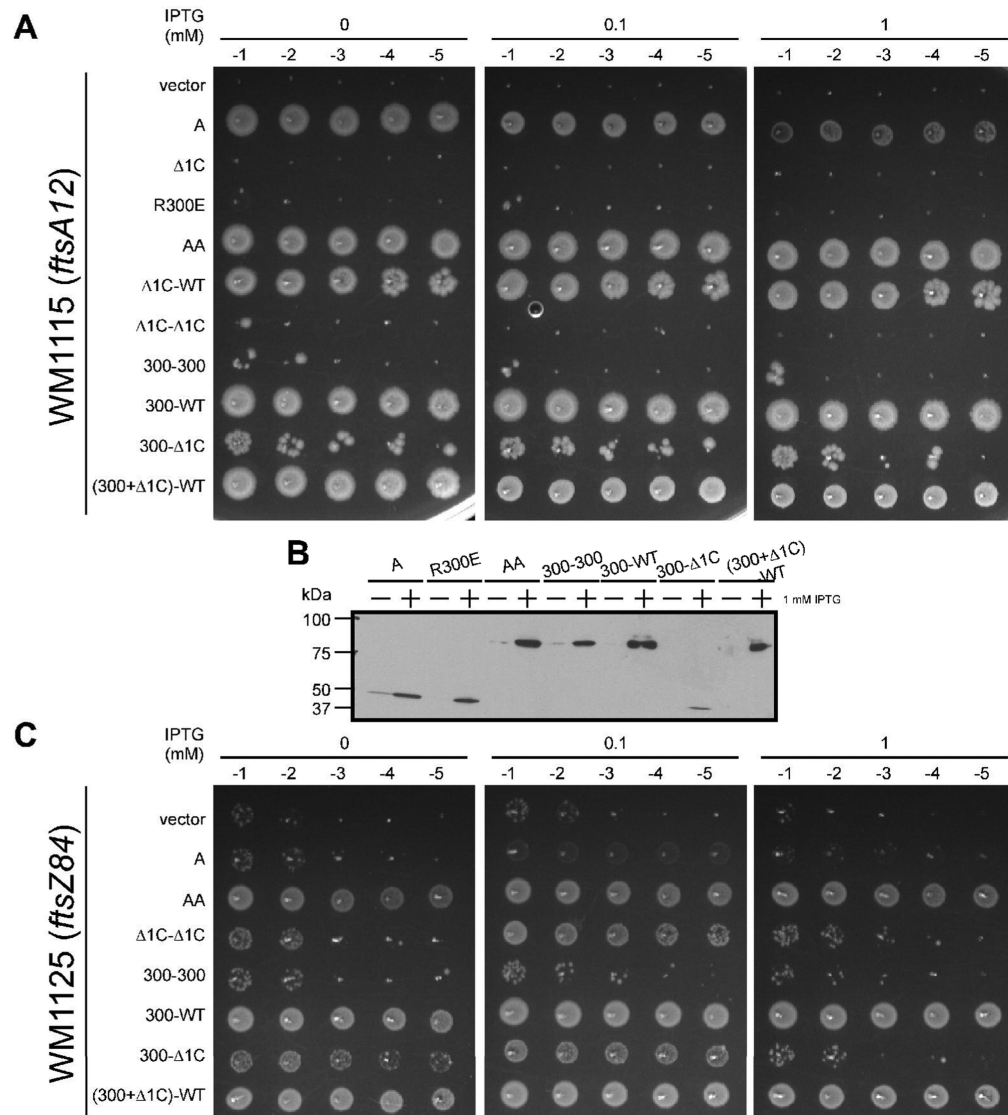 A
IPTG (mM) 0 0.1 1
-1 -2 -3 -4 -5 -1 -2 -3 -4 -5 -1 -2 -3 -4 -5
WM1115 (ftsA12)
vector
A
Δ1C
R300E
AA
Λ1C-WT
Λ1C-Λ1C
300-300
300-WT
300-Δ1C
(300+Δ1C)-WT
B
A R300E AA 300-300 300-WT 300-Δ1C (300+Δ1C)-WT
kDa − + − + − + − + − + − + − + 1 mM IPTG
100
75
50
37
C
IPTG (mM) 0 0.1 1
-1 -2 -3 -4 -5 -1 -2 -3 -4 -5 -1 -2 -3 -4 -5
WM1125 (ftsZ84)
vector
A
AA
Δ1C-Δ1C
300-300
300-WT
300-Δ1C
(300+Δ1C)-WT